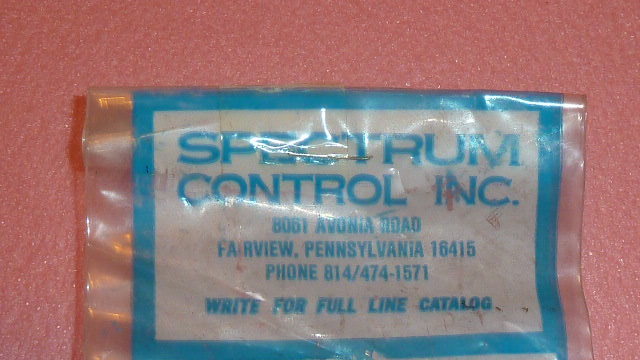 SPECTRUM
CONTROL INC.
8061 AVONIA ROAD
FAIRVIEW, PENNSYLVANIA 16415
PHONE 814/474-1571
WRITE FOR FULL LINE CATALOG